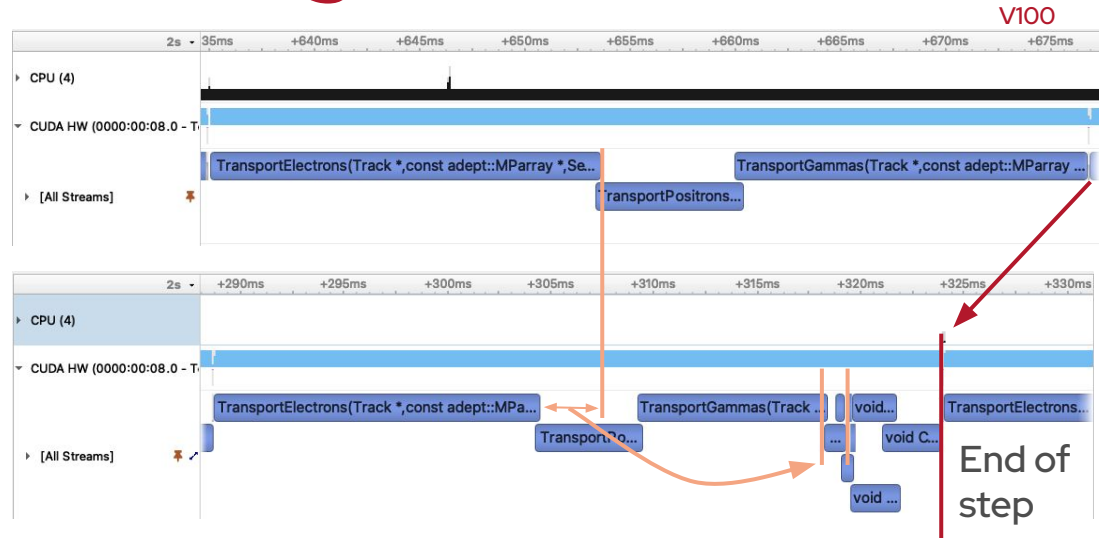 V100
2s 35ms +640ms +645ms +650ms +655ms +660ms +665ms +670ms +675ms
CPU (4)
CUDA HW (0000:00:08.0 - T
TransportElectrons(Track *,const adept::MParray *,Se... TransportGammas(Track *,const adept::MParray ...
[All Streams] TransportPositrons...
2s +290ms +295ms +300ms +305ms +310ms +315ms +320ms +325ms +330ms
CPU (4)
CUDA HW (0000:00:08.0 - T
TransportElectrons(Track *,const adept::MPa... TransportGammas(Track ... void... TransportElectrons...
TransportPo... ... void C...
[All Streams]
void ...
End of
step